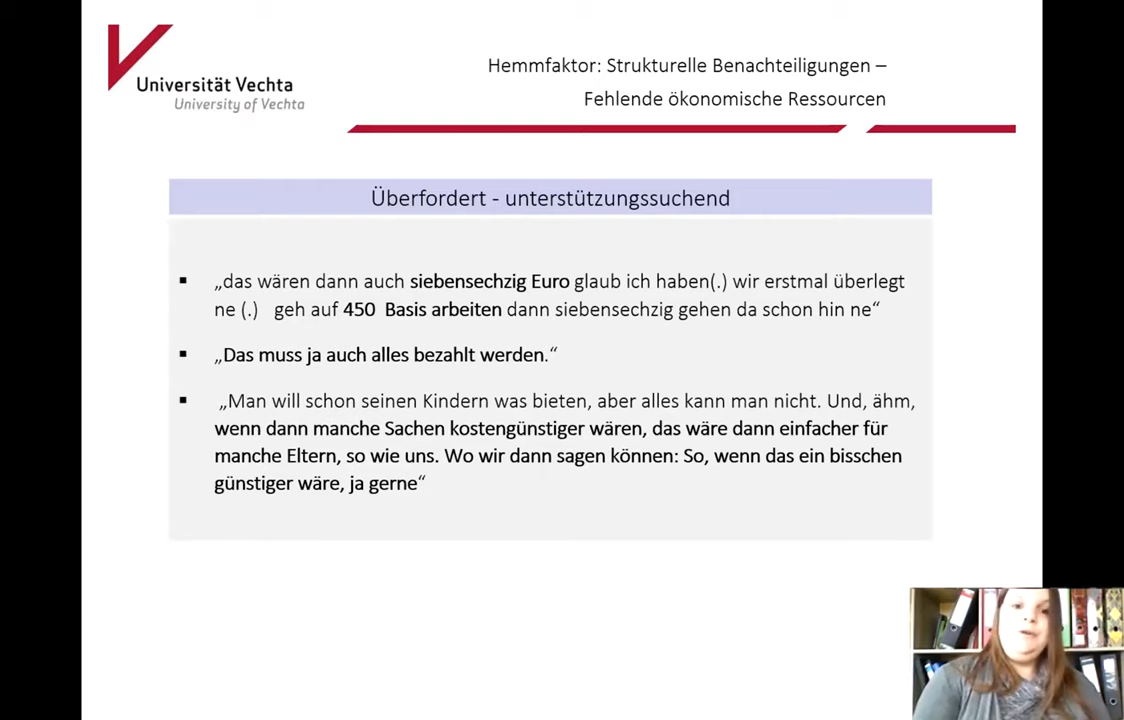 Universität Vechta
University of Vechta
Hemmfaktor: Strukturelle Benachteiligungen –
Fehlende ökonomische Ressourcen
Überfordert - unterstützungssuchend
▪ „das wären dann auch siebensechzig Euro glaub ich haben(.) wir erstmal überlegt
ne (.) geh auf 450 Basis arbeiten dann siebensechzig gehen da schon hin ne“
▪ „Das muss ja auch alles bezahlt werden.“
▪ „Man will schon seinen Kindern was bieten, aber alles kann man nicht. Und, ähm,
wenn dann manche Sachen kostengünstiger wären, das wäre dann einfacher für
manche Eltern, so wie uns. Wo wir dann sagen können: So, wenn das ein bisschen
günstiger wäre, ja gerne“